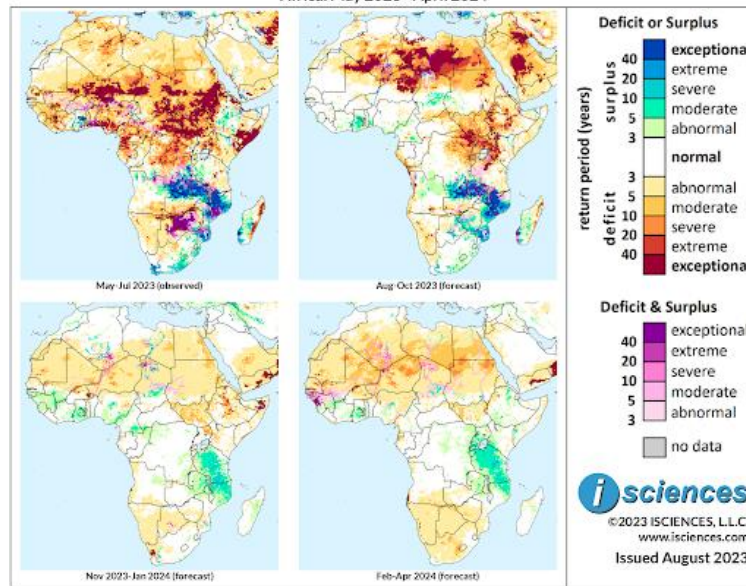 Deficit or Surplus
return period (years)
surplus
deficit
40
20
10
5
3
3
5
10
20
40
exceptiona
extreme
severe
moderate
abnormal
normal
abnormal
moderate
severe
extreme
exceptiona
May-Jul 2023 (observed)
Aug-Oct 2023 (forecast)
Deficit & Surplus
40
20
10
5
3
exceptional
extreme
severe
moderate
abnormal
no data
i sciences
©2023 ISCIENCES, L.L.C
www.isciences.com
Issued August 2023
Nov 2023-Jan 2024 (forecast)
Feb-Apr 2024 (forecast)